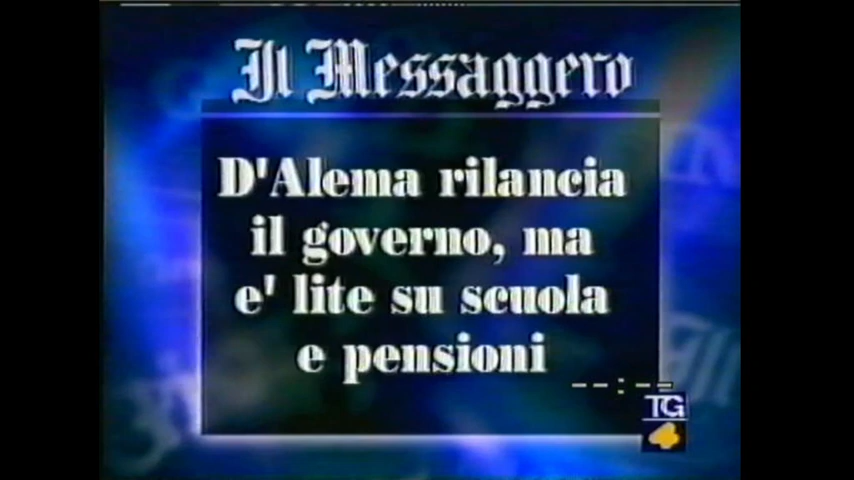 Il Messaggero
D'Alema rilancia
il governo, ma
e' lite su scuola
e pensioni
--:--
TG
4